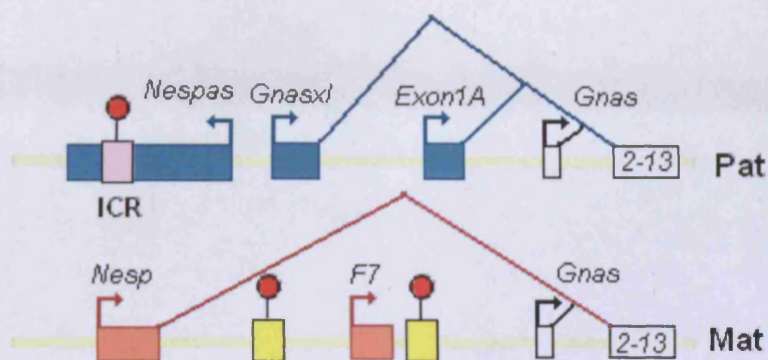 Nespas Gnasxl Exon1A Gnas
2-13 Pat
ICR
Nesp F7 Gnas
2-13 Mat